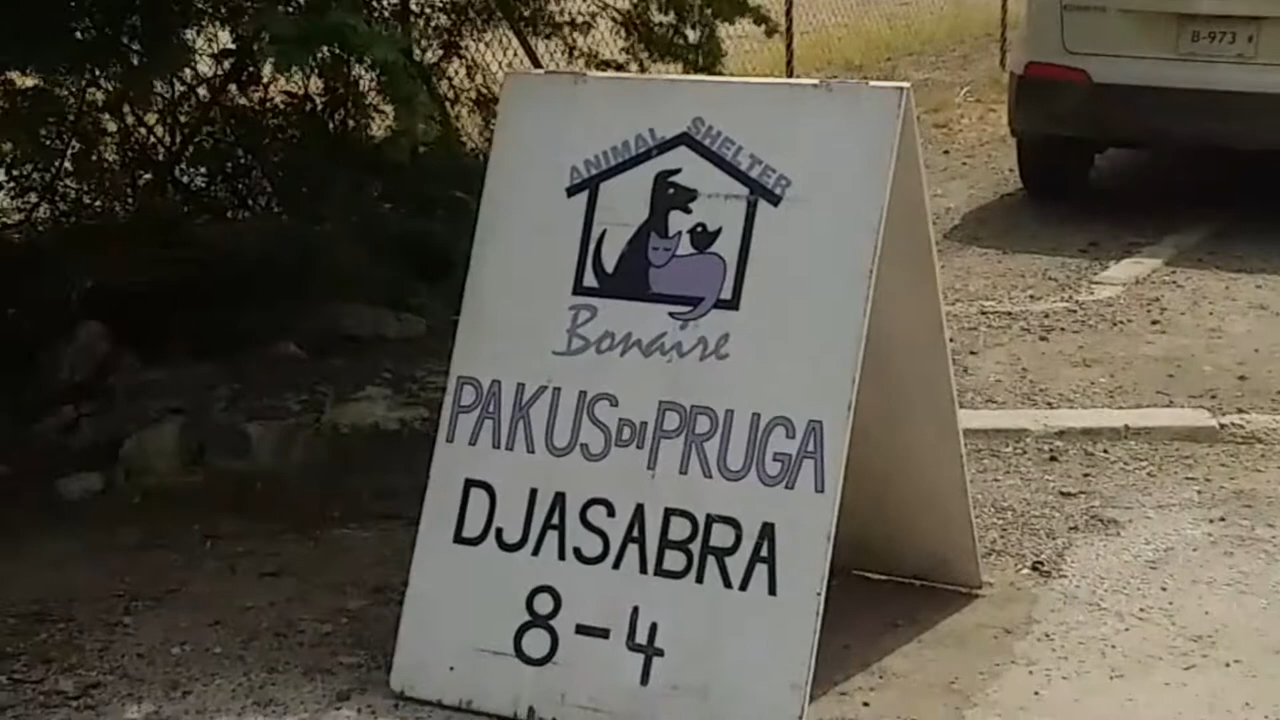 B-973
ANIMAL SHELTER
Bonaire
PAKUS DI PRUGA
DJASABRA
8-4